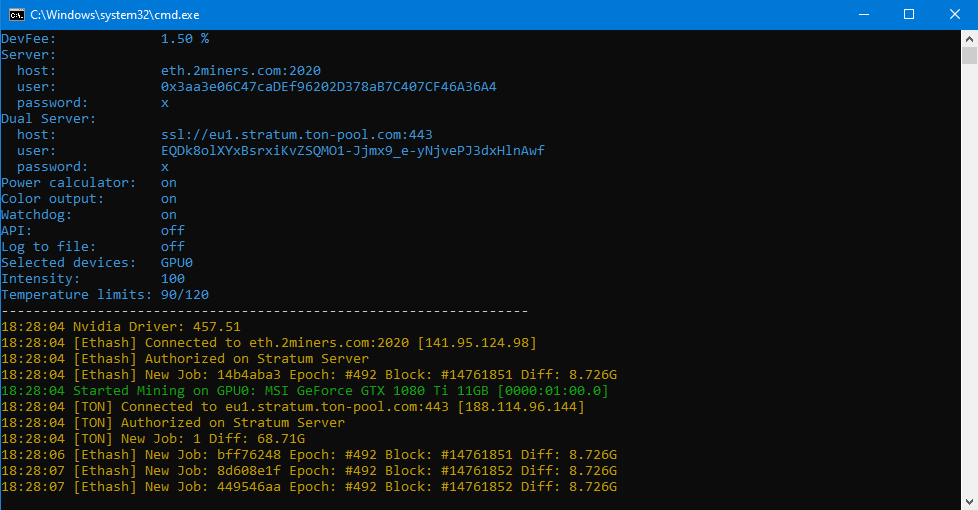 C:\Windows\system32\cmd.exe
DevFee: 1.50 %
Server:
host: eth.2miners.com:2020
user: 0x3aa3e06C47caDEf96202D378aB7C407CF46A36A4
password: x
Dual Server:
host: ssl://eu1.stratum.ton-pool.com:443
user: EQDk8olXYxBsrxiKvZSQMO1-Jjmx9_e-yNjvePJ3dxHlnAwf
password: x
Power calculator: on
Color output: on
Watchdog: on
API: off
Log to file: off
Selected devices: GPU0
Intensity: 100
Temperature limits: 90/120
------------------------------------------------------------------
18:28:04 Nvidia Driver: 457.51
18:28:04 [Ethash] Connected to eth.2miners.com:2020 [141.95.124.98]
18:28:04 [Ethash] Authorized on Stratum Server
18:28:04 [Ethash] New Job: 14b4aba3 Epoch: #492 Block: #14761851 Diff: 8.726G
18:28:04 Started Mining on GPU0: MSI GeForce GTX 1080 Ti 11GB [0000:01:00.0]
18:28:04 [TON] Connected to eu1.stratum.ton-pool.com:443 [188.114.96.144]
18:28:04 [TON] Authorized on Stratum Server
18:28:04 [TON] New Job: 1 Diff: 68.71G
18:28:06 [Ethash] New Job: bff76248 Epoch: #492 Block: #14761851 Diff: 8.726G
18:28:07 [Ethash] New Job: 8d608e1f Epoch: #492 Block: #14761852 Diff: 8.726G
18:28:07 [Ethash] New Job: 449546aa Epoch: #492 Block: #14761852 Diff: 8.726G